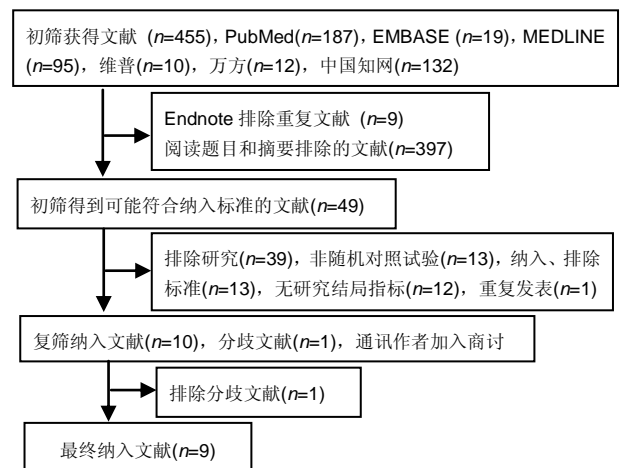 初筛获得文献 (n=455)，PubMed(n=187)，EMBASE (n=19)，MEDLINE
(n=95)，维普(n=10)，万方(n=12)，中国知网(n=132)
Endnote 排除重复文献 (n=9)
阅读题目和摘要排除的文献(n=397)
初筛得到可能符合纳入标准的文献(n=49)
排除研究(n=39)，非随机对照试验(n=13)，纳入、排除
标准(n=13)，无研究结局指标(n=12)，重复发表(n=1)
复筛纳入文献(n=10)，分歧文献(n=1)，通讯作者加入商讨
排除分歧文献(n=1)
最终纳入文献(n=9)